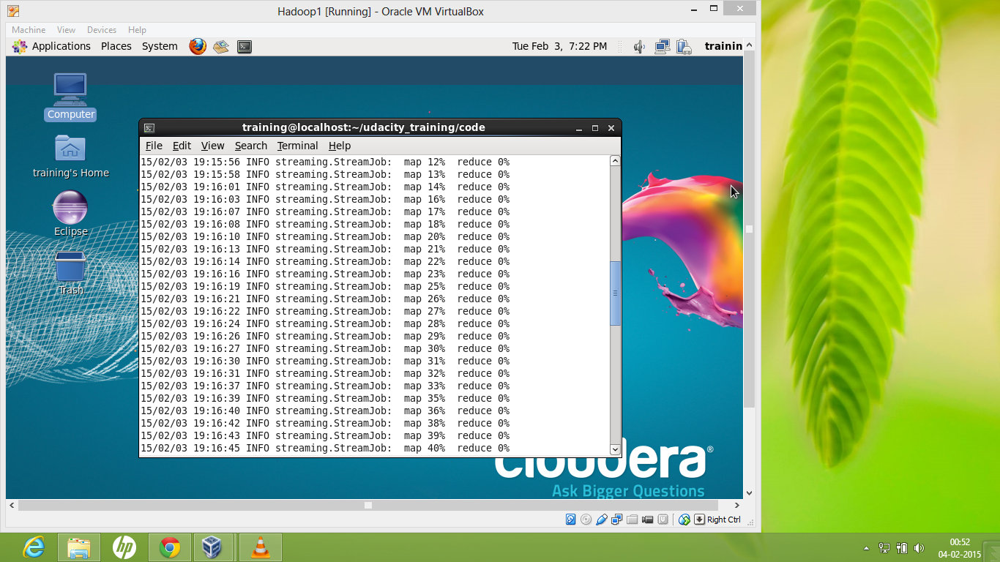 Hadoop1 [Running] - Oracle VM VirtualBox
Machine View Devices Help
Applications Places System Tue Feb 3, 7:22 PM trainin
Computer
training's Home
Eclipse
Trash
training@localhost:~/udacity_training/code
File Edit View Search Terminal Help
15/02/03 19:15:56 INFO streaming.StreamJob: map 12% reduce 0%
15/02/03 19:15:58 INFO streaming.StreamJob: map 13% reduce 0%
15/02/03 19:16:01 INFO streaming.StreamJob: map 14% reduce 0%
15/02/03 19:16:03 INFO streaming.StreamJob: map 16% reduce 0%
15/02/03 19:16:07 INFO streaming.StreamJob: map 17% reduce 0%
15/02/03 19:16:08 INFO streaming.StreamJob: map 18% reduce 0%
15/02/03 19:16:10 INFO streaming.StreamJob: map 20% reduce 0%
15/02/03 19:16:13 INFO streaming.StreamJob: map 21% reduce 0%
15/02/03 19:16:14 INFO streaming.StreamJob: map 22% reduce 0%
15/02/03 19:16:16 INFO streaming.StreamJob: map 23% reduce 0%
15/02/03 19:16:19 INFO streaming.StreamJob: map 25% reduce 0%
15/02/03 19:16:21 INFO streaming.StreamJob: map 26% reduce 0%
15/02/03 19:16:22 INFO streaming.StreamJob: map 27% reduce 0%
15/02/03 19:16:24 INFO streaming.StreamJob: map 28% reduce 0%
15/02/03 19:16:26 INFO streaming.StreamJob: map 29% reduce 0%
15/02/03 19:16:27 INFO streaming.StreamJob: map 30% reduce 0%
15/02/03 19:16:30 INFO streaming.StreamJob: map 31% reduce 0%
15/02/03 19:16:31 INFO streaming.StreamJob: map 32% reduce 0%
15/02/03 19:16:37 INFO streaming.StreamJob: map 33% reduce 0%
15/02/03 19:16:39 INFO streaming.StreamJob: map 35% reduce 0%
15/02/03 19:16:40 INFO streaming.StreamJob: map 36% reduce 0%
15/02/03 19:16:42 INFO streaming.StreamJob: map 38% reduce 0%
15/02/03 19:16:43 INFO streaming.StreamJob: map 39% reduce 0%
15/02/03 19:16:45 INFO streaming.StreamJob: map 40% reduce 0%
cloudera®
Ask Bigger Questions
Right Ctrl
hp
00:52
04-02-2015